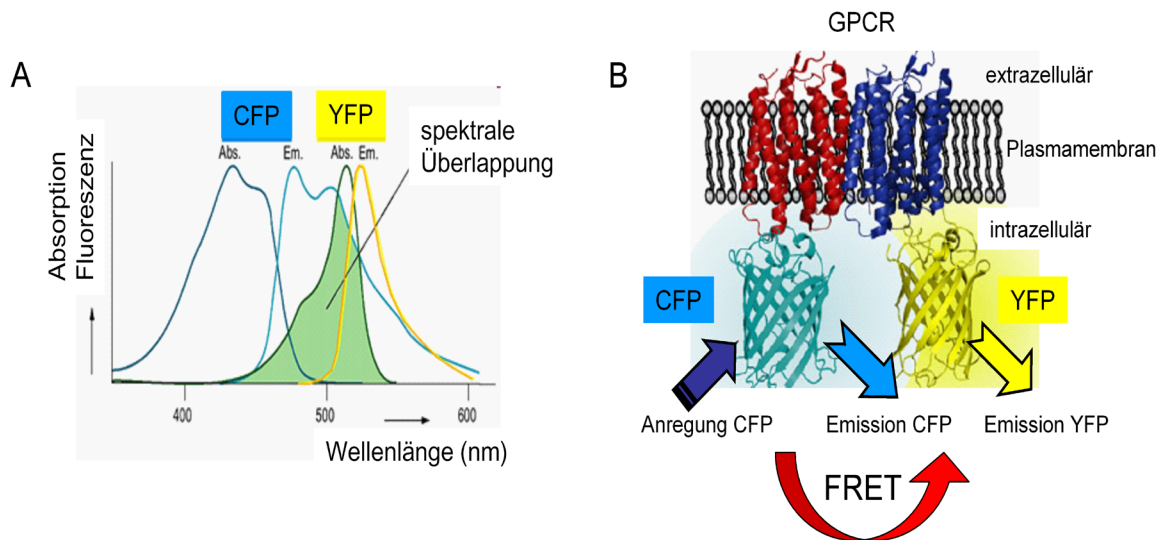 A
CFP
YFP
Abs.
Em.
Abs.
Em.
spektrale
Überlappung
Absorption
Fluoreszenz
400
500
600
Wellenlänge (nm)
B
GPCR
extrazellulär
Plasmamembran
intrazellulär
CFP
YFP
Anregung CFP
Emission CFP
Emission YFP
FRET